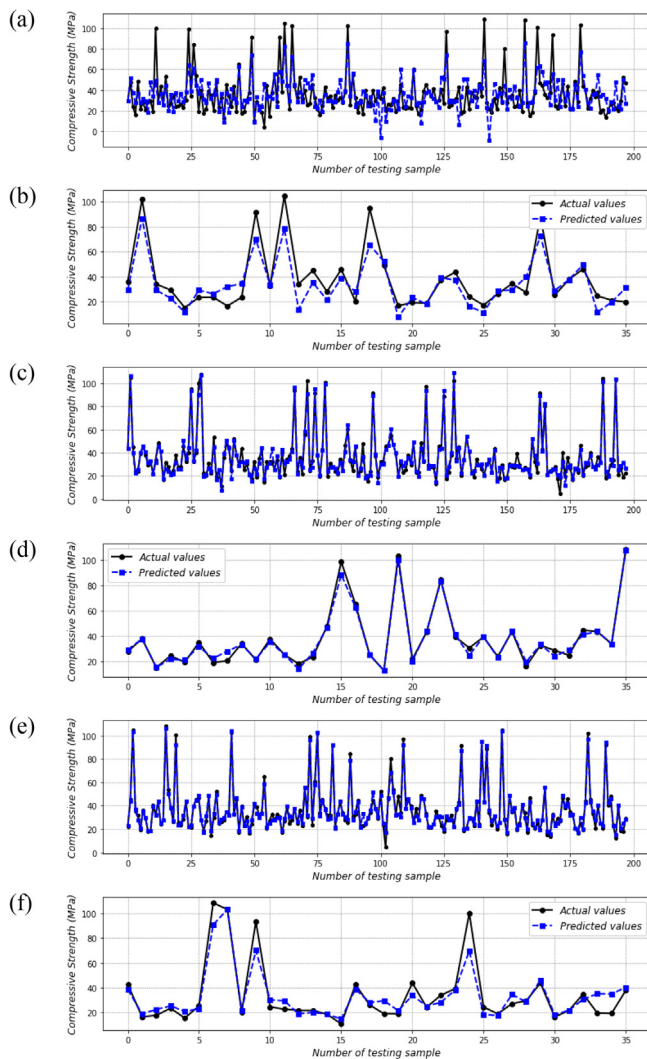 (a)
Compressive Strength (MPa)
100
80
60
40
20
0
0 25 50 75 100 125 150 175 200
Number of testing sample
(b)
Compressive Strength (MPa)
Actual values
Predicted values
100
80
60
40
20
0 5 10 15 20 25 30 35
Number of testing sample
(c)
Compressive Strength (MPa)
100
80
60
40
20
0
0 25 50 75 100 125 150 175 200
Number of testing sample
(d)
Compressive Strength (MPa)
Actual values
Predicted values
100
80
60
40
20
0 5 10 15 20 25 30 35
Number of testing sample
(e)
Compressive Strength (MPa)
100
80
60
40
20
0
0 25 50 75 100 125 150 175 200
Number of testing sample
(f)
Compressive Strength (MPa)
Actual values
Predicted values
100
80
60
40
20
0 5 10 15 20 25 30 35
Number of testing sample